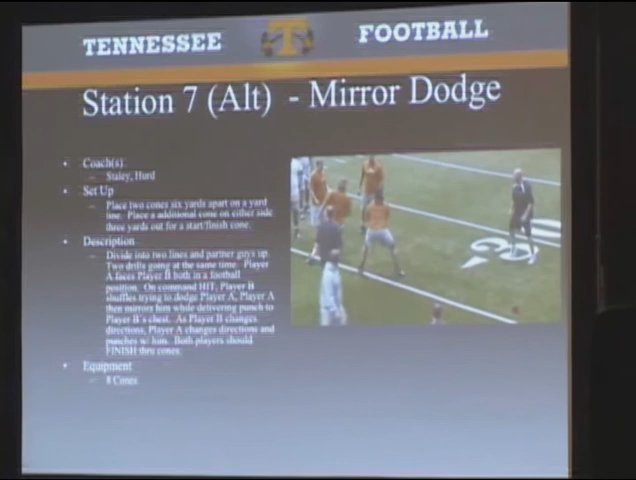 TENNESSEE T FOOTBALL
Station 7 (Alt) - Mirror Dodge
• Coach(s)
– Staley, Hurd
• Set Up
– Place two cones six yards apart on a yard
line. Place a additional cone on either side
three yards out for a start/finish cone.
• Description
– Divide into two lines and partner guys up.
Two drills going at the same time. Player
A faces Player B both in a football
position. On command HIT, Player B
shuffles trying to dodge Player A, Player A
then mirrors him while delivering punch to
Player B's chest. As Player B changes
directions, Player A changes directions and
punches w/ him. Both players should
FINISH thru cones.
• Equipment
– 8 Cones